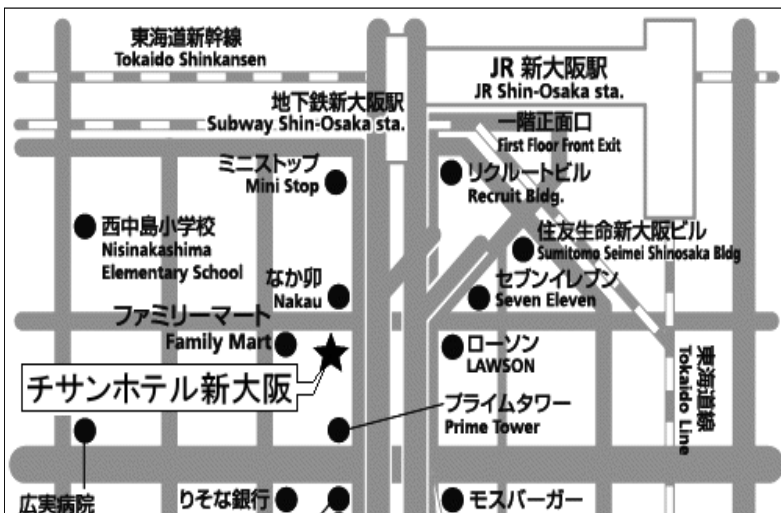 東海道新幹線
Tokaido Shinkansen
JR 新大阪駅
JR Shin-Osaka sta.
地下鉄新大阪駅
Subway Shin-Osaka sta.
一階正面口
First Floor Front Exit
ミニストップ
Mini Stop
リクルートビル
Recruit Bldg.
西中島小学校
Nisinakashima
Elementary School
住友生命新大阪ビル
Sumitomo Seimei Shinosaka Bldg
なか卯
Nakau
セブンイレブン
Seven Eleven
ファミリーマート
Family Mart
ローソン
LAWSON
東海道線
Tokaido Line
チサンホテル新大阪
プライムタワー
Prime Tower
広実病院
りそな銀行
モスバーガー